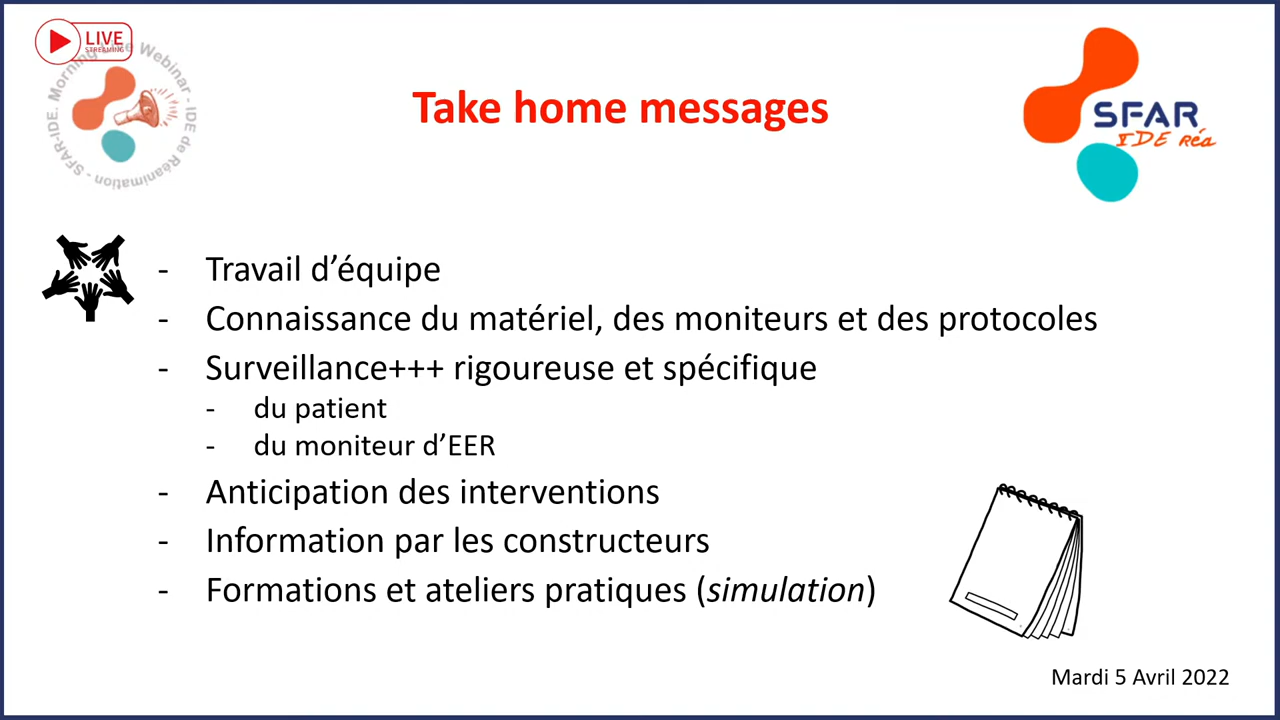 LIVE
STREAMING
SFAR-IDE. Morning Live Webinar - IDE de Réanimation -
Take home messages
SFAR
IDE Réa
- Travail d’équipe
- Connaissance du matériel, des moniteurs et des protocoles
- Surveillance+++ rigoureuse et spécifique
- du patient
- du moniteur d’EER
- Anticipation des interventions
- Information par les constructeurs
- Formations et ateliers pratiques (simulation)
Mardi 5 Avril 2022